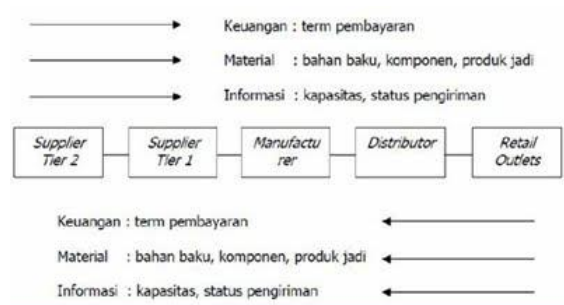 Keuangan : term pembayaran
Material : bahan baku, komponen, produk jadi
Informasi : kapasitas, status pengiriman
Supplier Tier 2
Supplier Tier 1
Manufactu rer
Distributor
Retail Outlets
Keuangan : term pembayaran
Material : bahan baku, komponen, produk jadi
Informasi : kapasitas, status pengiriman